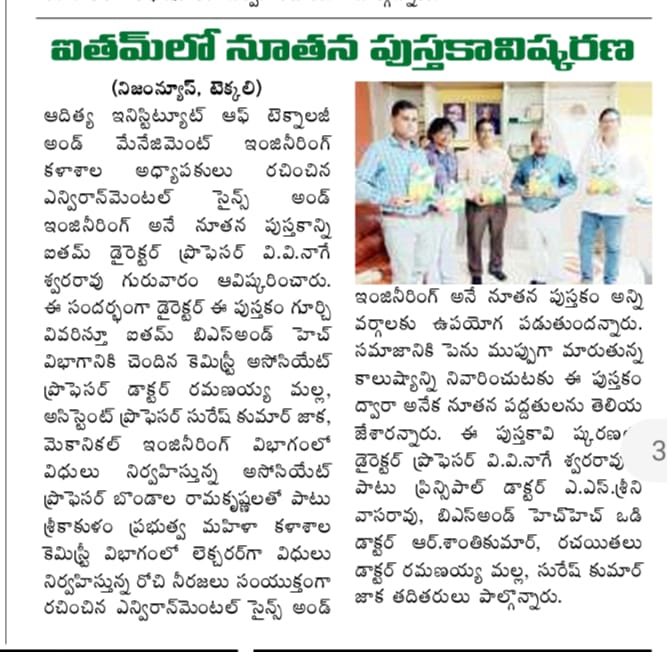 ఐతమ్‌లో నూతన పుస్తకావిష్కరణ
(నిజంన్యూస్, టెక్కలి)
ఆదిత్య ఇనిస్టిట్యూట్ ఆఫ్ టెక్నాలజీ
అండ్ మేనేజిమెంట్ ఇంజినీరింగ్
కళాశాల అధ్యాపకులు రచించిన
ఎన్విరాన్‌మెంటల్ సైన్స్ అండ్
ఇంజినీరింగ్ అనే నూతన పుస్తకాన్ని
ఐతమ్ డైరెక్టర్ ప్రొఫెసర్ వి.వి.నాగే
శ్వరరావు గురువారం ఆవిష్కరించారు.
ఈ సందర్భంగా డైరెక్టర్ ఈ పుస్తకం గూర్చి
వివరిస్తూ ఐతమ్ బిఎస్అండ్ హెచ్
విభాగానికి చెందిన కెమిస్ట్రీ అసోసియేట్
ప్రొఫెసర్ డాక్టర్ రమణయ్య మల్ల,
అసిస్టెంట్ ప్రొఫెసర్ సురేష్ కుమార్ జాక,
మెకానికల్ ఇంజినీరింగ్ విభాగంలో
విధులు నిర్వహిస్తున్న అసోసియేట్
ప్రొఫెసర్ బొండాల రామకృష్ణలతో పాటు
శ్రీకాకుళం ప్రభుత్వ మహిళా కళాశాల
కెమిస్ట్రీ విభాగంలో లెక్చరర్‌గా విధులు
నిర్వహిస్తున్న రోచి నీరజలు సంయుక్తంగా
రచించిన ఎన్విరాన్‌మెంటల్ సైన్స్ అండ్
ఇంజినీరింగ్ అనే నూతన పుస్తకం అన్ని
వర్గాలకు ఉపయోగ పడుతుందన్నారు.
సమాజానికి పెను ముప్పుగా మారుతున్న
కాలుష్యాన్ని నివారించుటకు ఈ పుస్తకం
ద్వారా అనేక నూతన పద్దతులను తెలియ
జేశారన్నారు. ఈ పుస్తకావి ష్కరణ
డైరెక్టర్ ప్రొఫెసర్ వి.వి.నాగే శ్వరరావు
పాటు ప్రిన్సిపాల్ డాక్టర్ ఎ.ఎస్.శ్రీని
వాసరావు, బిఎస్అండ్ హెచ్‌హెచ్ ఒడి
డాక్టర్ ఆర్.శాంతికుమార్, రచయితలు
డాక్టర్ రమణయ్య మల్ల, సురేష్ కుమార్
జాక తదితరులు పాల్గొన్నారు.
3